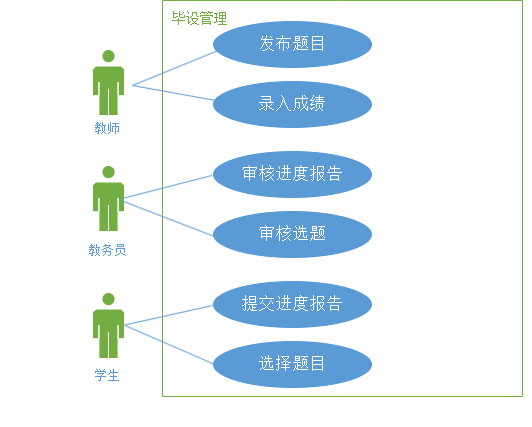 毕设管理
发布题目
录入成绩
教师
审核进度报告
审核选题
教务员
提交进度报告
选择题目
学生